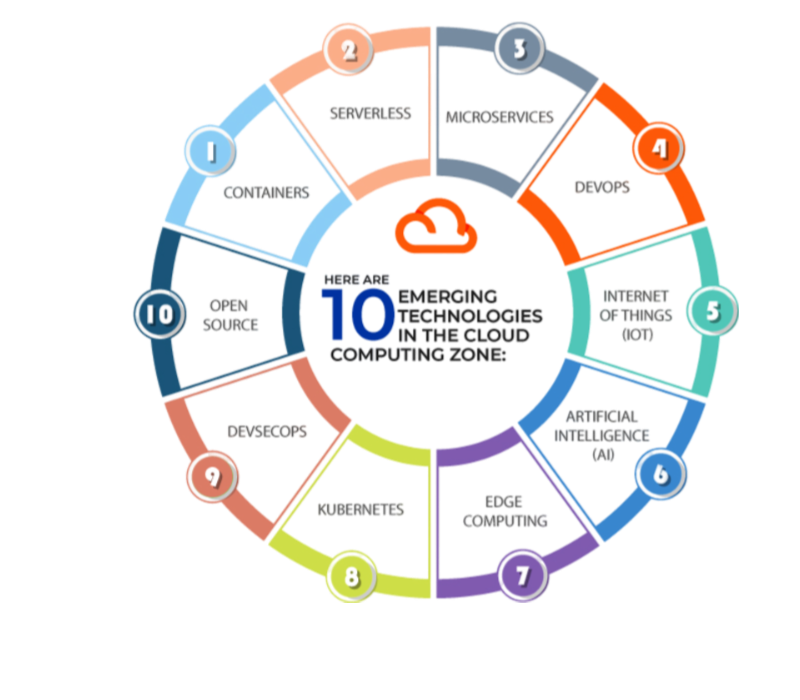 HERE ARE
10 EMERGING
TECHNOLOGIES
IN THE CLOUD
COMPUTING ZONE:
1
CONTAINERS
2
SERVERLESS
3
MICROSERVICES
4
DEVOPS
5
INTERNET
OF THINGS
(IOT)
6
ARTIFICIAL
INTELLIGENCE
(AI)
7
EDGE
COMPUTING
8
KUBERNETES
9
DEVSECOPS
10
OPEN
SOURCE